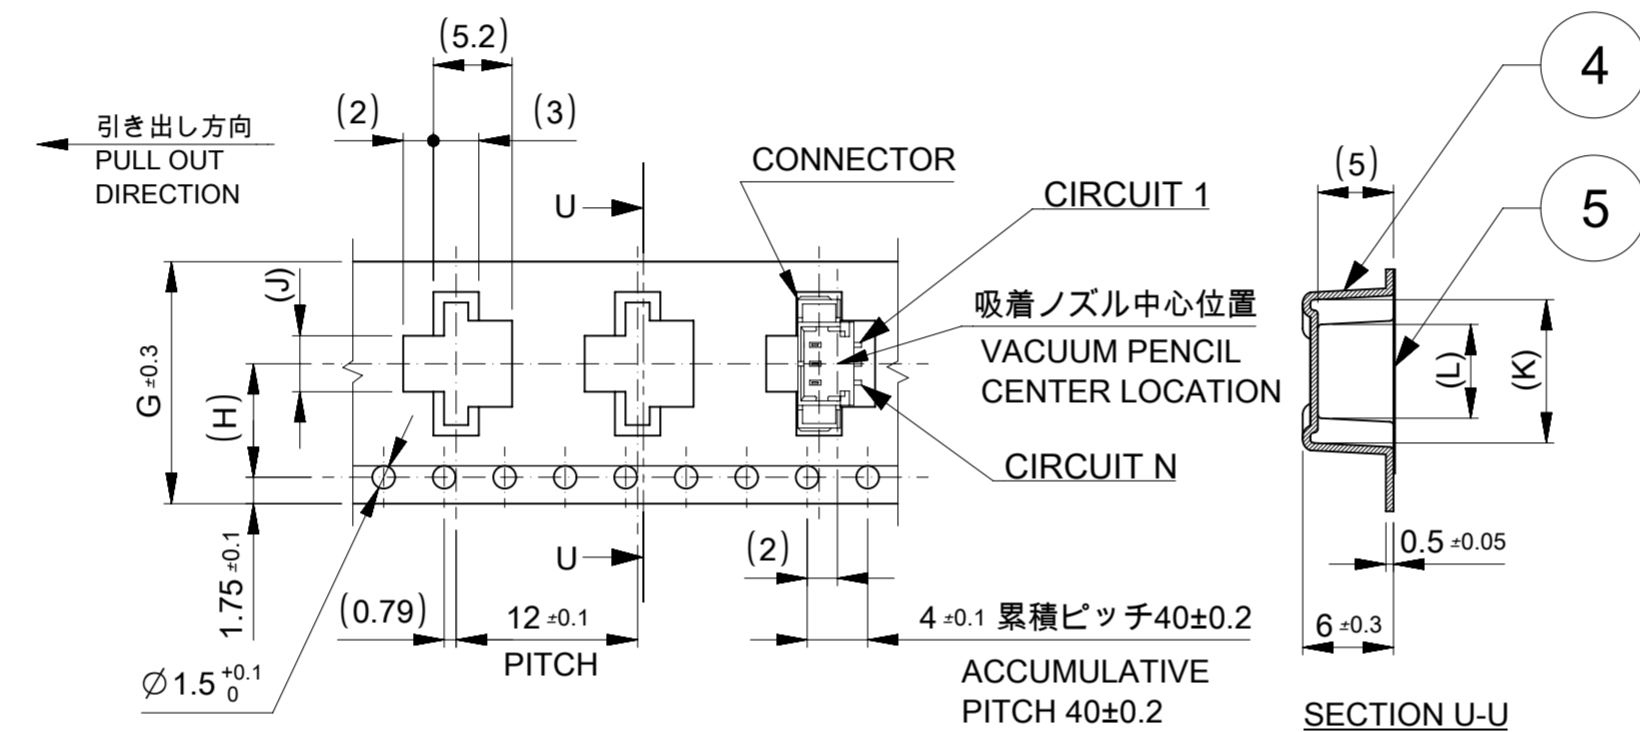 (5.2)
(2)
(3)
引き出し方向
PULL OUT
DIRECTION
CONNECTOR
U
CIRCUIT 1
(5)
4
5
(J)
G ±0.3
(H)
吸着ノズル中心位置
VACUUM PENCIL
CENTER LOCATION
(L)
(K)
CIRCUIT N
1.75 ±0.1
U
(2)
0.5 ±0.05
(0.79)
12 ±0.1
PITCH
4 ±0.1 累積ピッチ40±0.2
ACCUMULATIVE
PITCH 40±0.2
6 ±0.3
∅1.5 +0.1
0
SECTION U-U